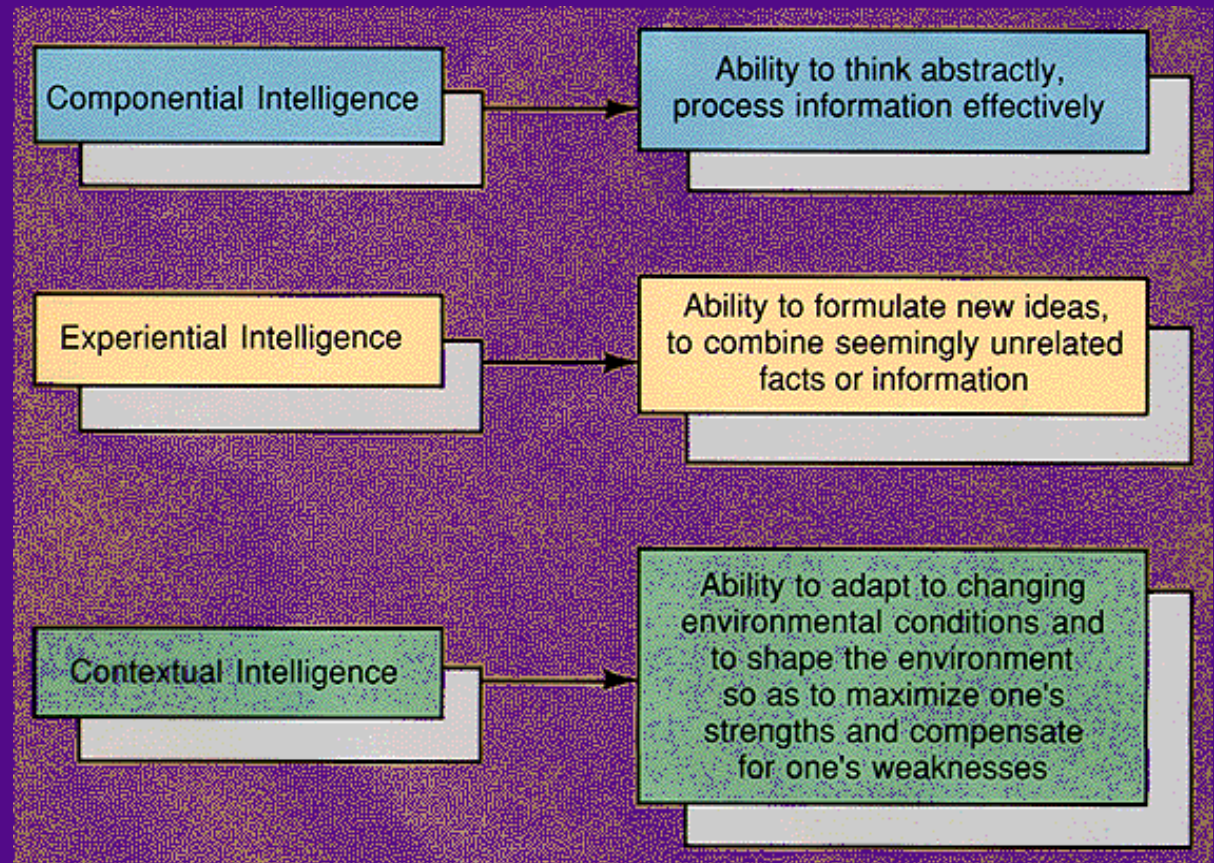 Componential Intelligence
Ability to think abstractly,
process information effectively
Experiential Intelligence
Ability to formulate new ideas,
to combine seemingly unrelated
facts or information
Contextual Intelligence
Ability to adapt to changing
environmental conditions and
to shape the environment
so as to maximize one's
strengths and compensate
for one's weaknesses